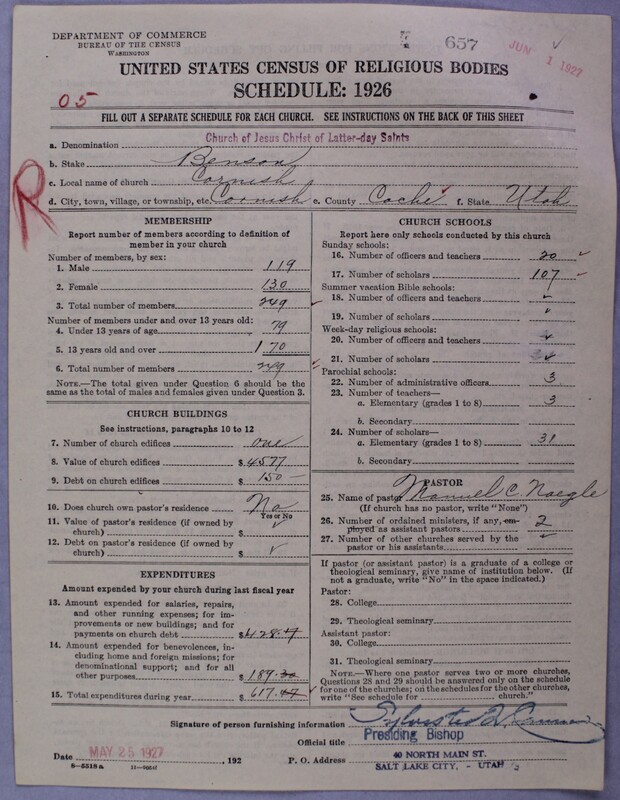 DEPARTMENT OF COMMERCE
BUREAU OF THE CENSUS
WASHINGTON
657
JUN 1 1927
UNITED STATES CENSUS OF RELIGIOUS BODIES
SCHEDULE: 1926
05
FILL OUT A SEPARATE SCHEDULE FOR EACH CHURCH. SEE INSTRUCTIONS ON THE BACK OF THIS SHEET
a. Denomination Church of Jesus Christ of Latter-day Saints
b. Stake Benson
c. Local name of church Cornish
R
d. City, town, village, or township, etc. Cornish e. County Cache f. State Utah
MEMBERSHIP
Report number of members according to definition of
member in your church
Number of members, by sex:
1. Male 119
2. Female 130
3. Total number of members 249
Number of members under and over 13 years old:
4. Under 13 years of age 79
5. 13 years old and over 170
6. Total number of members 249
NOTE.—The total given under Question 6 should be the
same as the total of males and females given under Question 3.
CHURCH BUILDINGS
See instructions, paragraphs 10 to 12
7. Number of church edifices one
8. Value of church edifices $ 4577
9. Debt on church edifices $ 150 —
10. Does church own pastor's residence? No
Yes or No
11. Value of pastor's residence (if owned by
church) $
12. Debt on pastor's residence (if owned by
church) $ ✓
EXPENDITURES
Amount expended by your church during last fiscal year
13. Amount expended for salaries, repairs,
and other running expenses; for im-
provements or new buildings; and for
payments on church debt $ 428.
14. Amount expended for benevolences,
including home and foreign missions; for
denominational support; and for all
other purposes $ 189.
15. Total expenditures during year $ 617.
CHURCH SCHOOLS
Report here only schools conducted by this church
Sunday schools:
16. Number of officers and teachers 20
17. Number of scholars 107
Summer vacation Bible schools:
18. Number of officers and teachers ✓
19. Number of scholars ✓
Week-day religious schools:
20. Number of officers and teachers ✓
21. Number of scholars
Parochial schools:
22. Number of administrative officers 3
23. Number of teachers—
a. Elementary (grades 1 to 8) 3
b. Secondary
24. Number of scholars—
a. Elementary (grades 1 to 8) 31
b. Secondary
PASTOR
25. Name of pastor Manuel C. Naegle
(If church has no pastor, write "None")
26. Number of ordained ministers, if any, em-
ployed as assistant pastors 2
27. Number of other churches served by the
pastor or his assistants ✓
If pastor (or assistant pastor) is a graduate of a college or
theological seminary, give name of institution below. (If
not a graduate, write "No" in the space indicated.)
Pastor:
28. College
29. Theological seminary
Assistant pastor:
30. College
31. Theological seminary
NOTE.—Where one pastor serves two or more churches,
Questions 28 and 29 should be answered only on the schedule
for one of the churches; on the schedules for the other churches,
write "See schedule for church."
Signature of person furnishing information Sylvester Q. Cannon
Official title Presiding Bishop
Date MAY 25 1927, 192 P. O. Address 40 NORTH MAIN ST.
SALT LAKE CITY, - UTAH